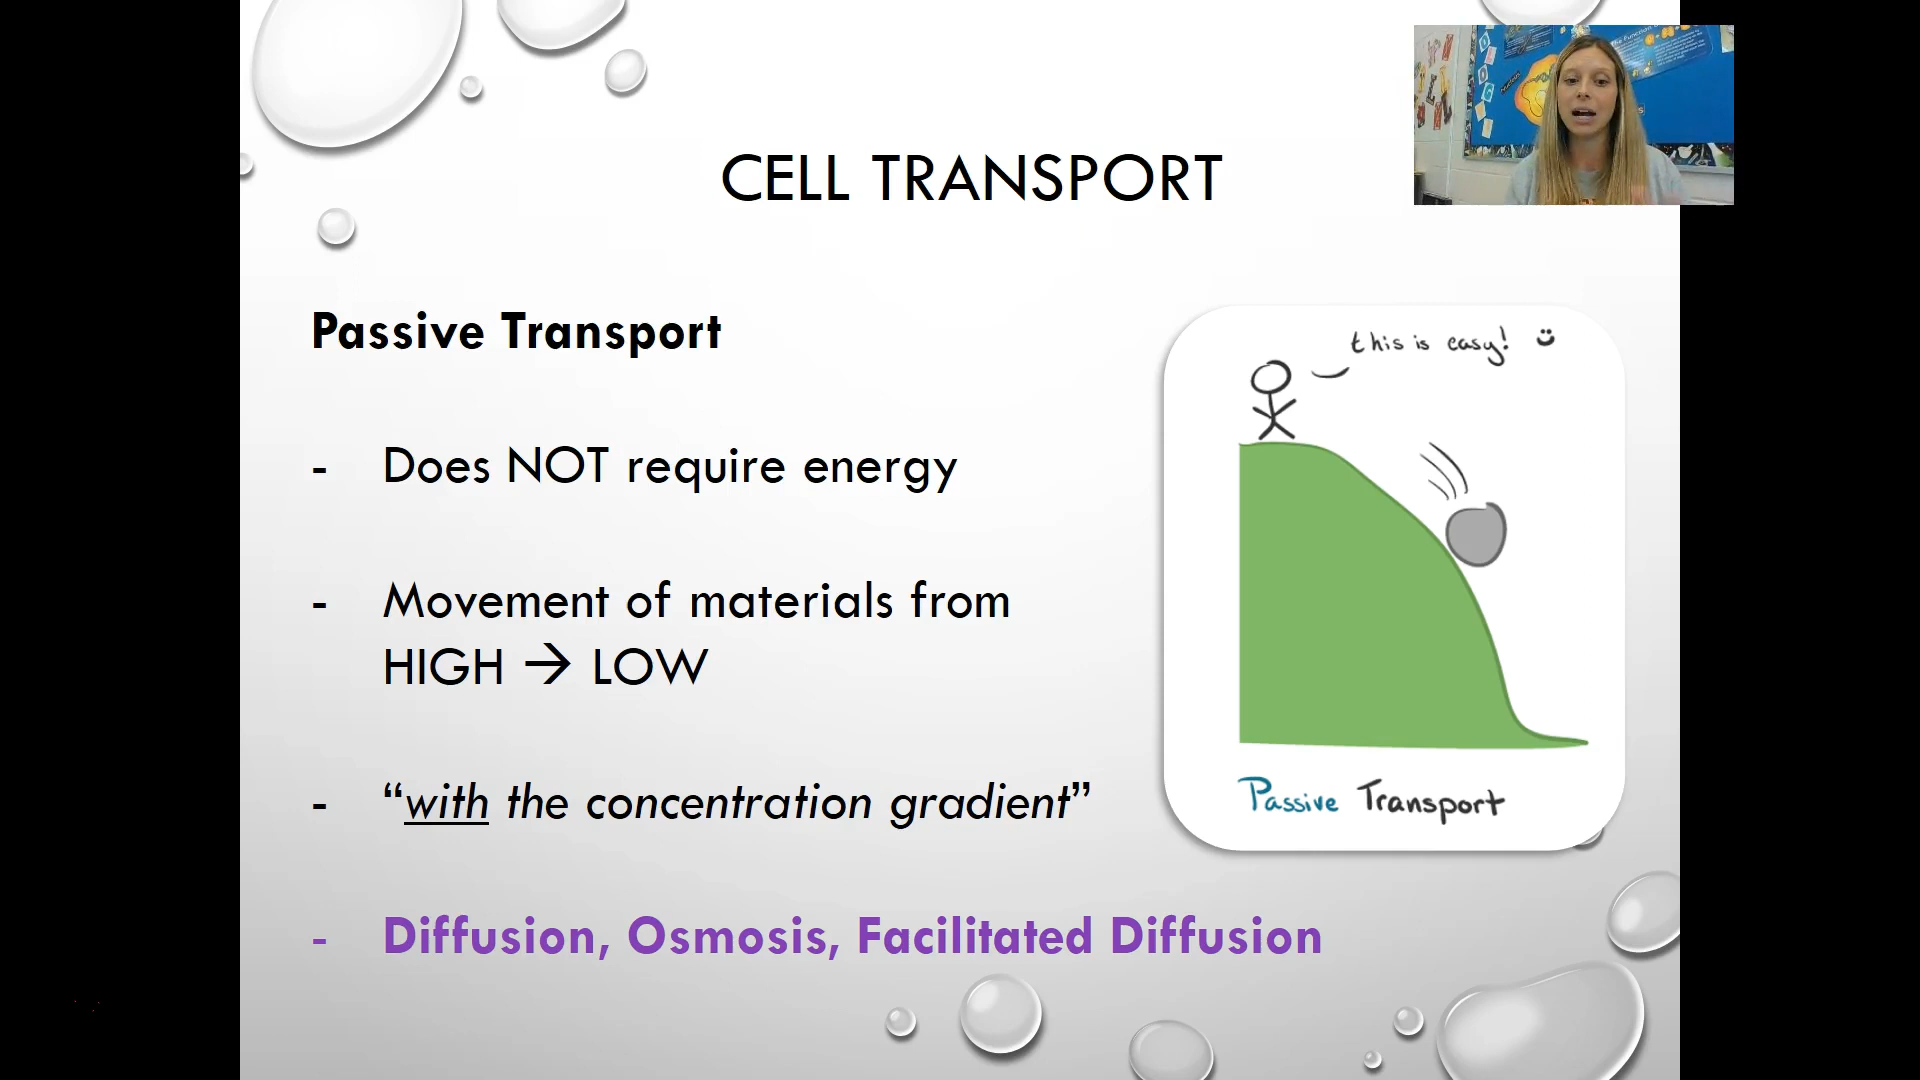 CELL TRANSPORT
Passive Transport
- Does NOT require energy
- Movement of materials from
HIGH → LOW
- “with the concentration gradient”
- Diffusion, Osmosis, Facilitated Diffusion
this is easy!
Passive Transport